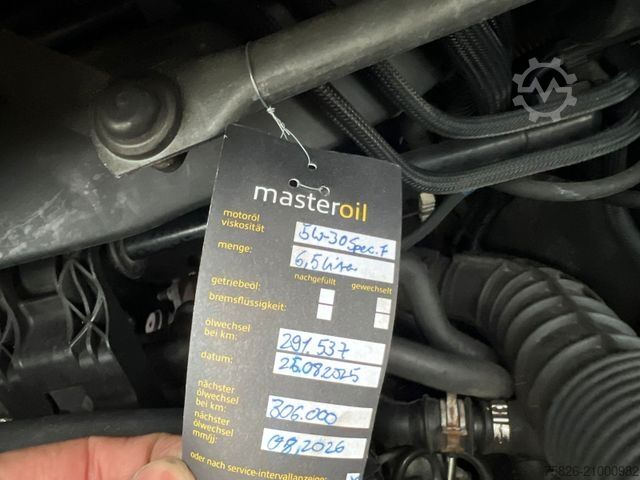 masteroil
motoröl viskosität 5W-30 Spec. F
menge: 6,5 Liter
nachgefüllt gewechselt
getriebeöl:
bremsflüssigkeit:
ölwechsel bei km: 291.537
datum: 25.08.2025
nächster ölwechsel bei km: 306.000
nächster ölwechsel mm/jj: 08,2026
oder nach service-intervallanzeige:
75826-21000982